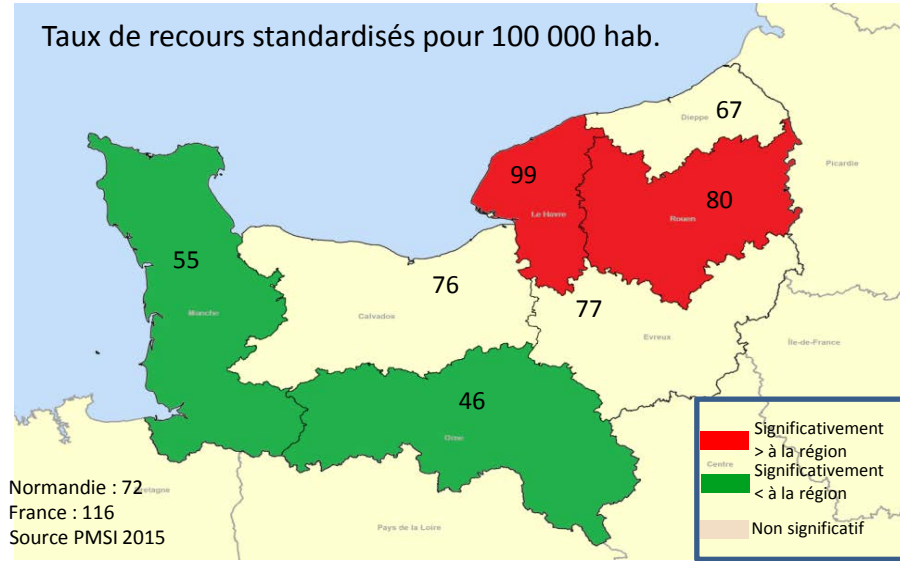 Taux de recours standardisés pour 100 000 hab.
Dieppe
67
Picardie
99
Le Havre
80
Rouen
55
Manche
76
Calvados
77
Evreux
Île-de-France
46
Orne
Centre
Pays de la Loire
Normandie : 72
retagne
France : 116
Source PMSI 2015
Significativement
> à la région
Significativement
< à la région
Non significatif